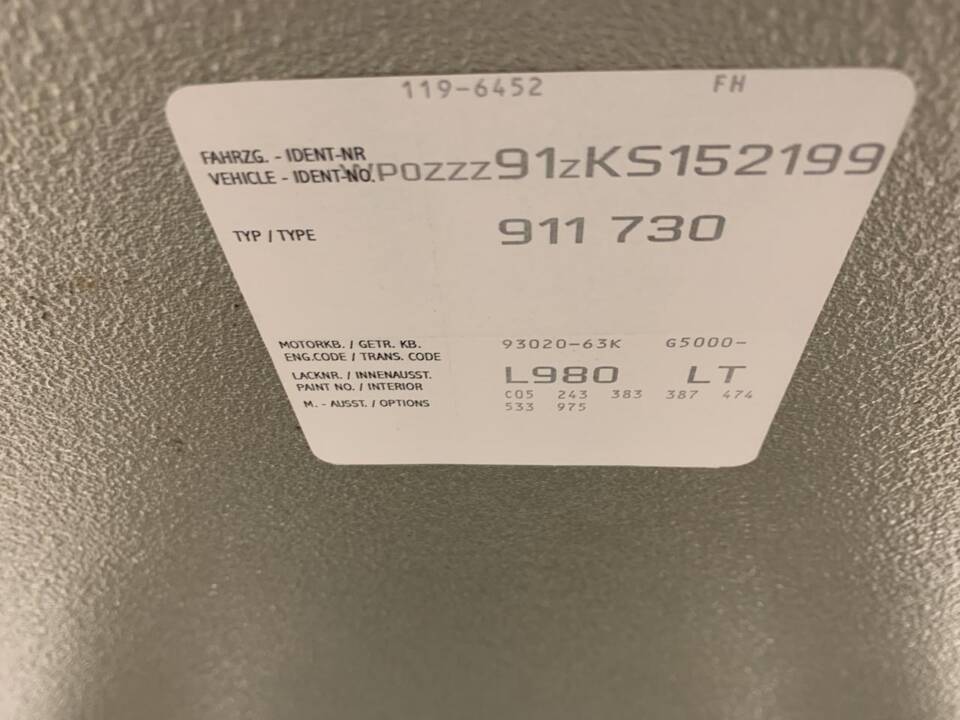 119-6452 FH
FAHRZG. - IDENT-NR
VEHICLE - IDENT-NO. WP0ZZZ91ZKS152199
TYP / TYPE 911 730
MOTORKB. / GETR. KB. 93020-63K G5000-
ENG.CODE / TRANS. CODE
LACKNR. / INNENAUSST. L980 LT
PAINT NO. / INTERIOR
M. - AUSST. / OPTIONS C05 243 383 387 474
533 975